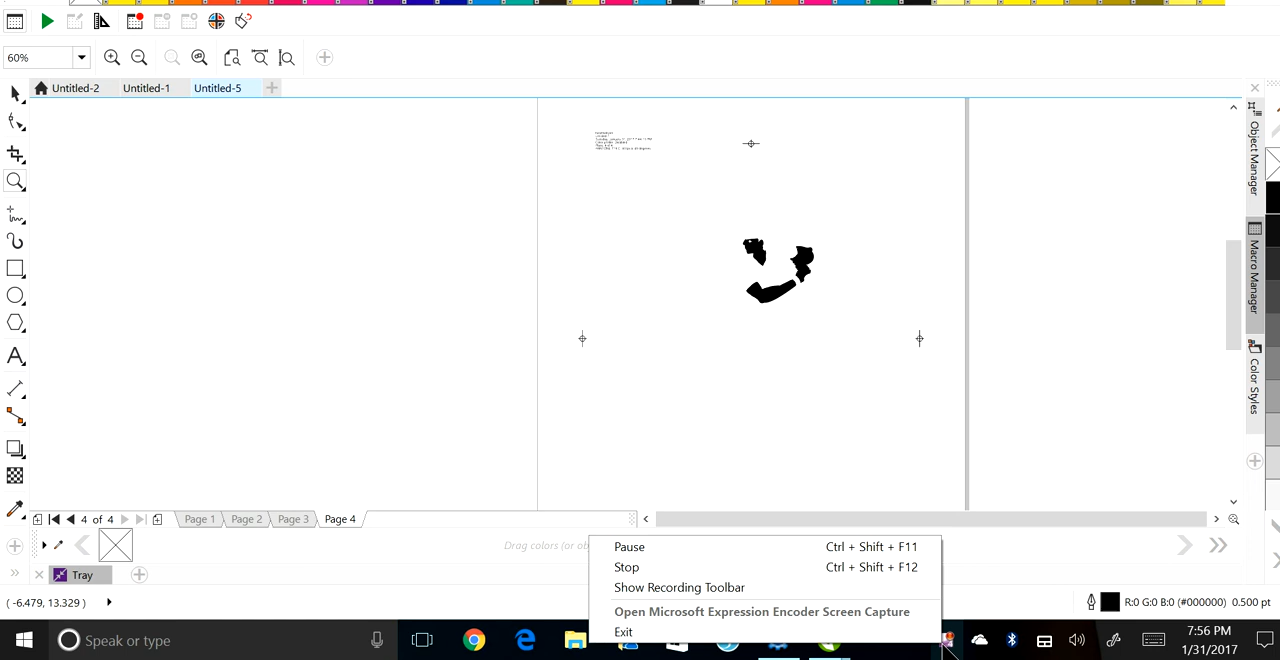 60%
Untitled-2
Untitled-1
Untitled-5
Object Manager
Macro Manager
Color Styles
4 of 4
Page 1
Page 2
Page 3
Page 4
Drag colors (or
Tray
Pause Ctrl + Shift + F11
Stop Ctrl + Shift + F12
Show Recording Toolbar
Open Microsoft Expression Encoder Screen Capture
Exit
( -6.479, 13.329 )
R:0 G:0 B:0 (#000000) 0.500 pt
Ask me or type
7:56 PM
1/31/2017